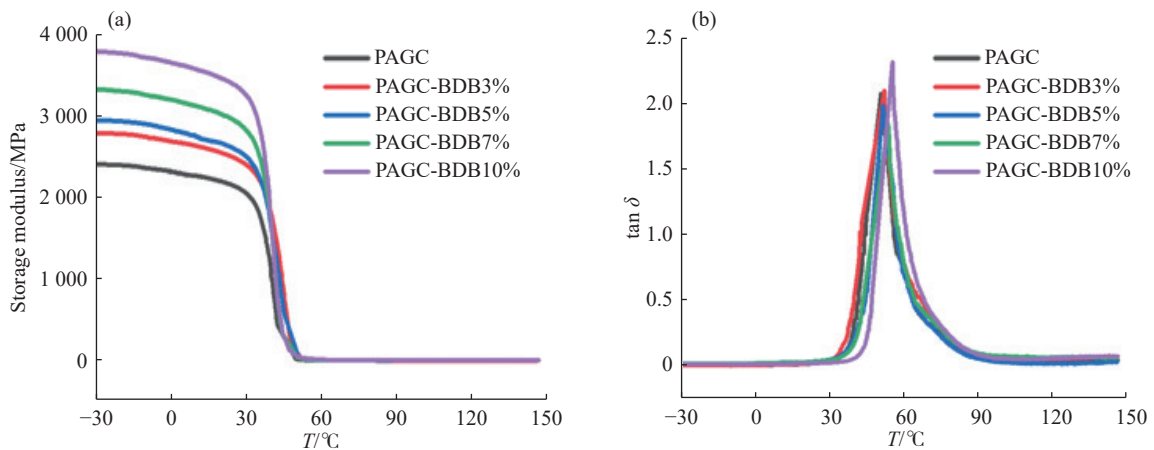 (a)
4 000
3 000
2 000
1 000
0
Storage modulus/MPa
−30 0 30 60 90 120 150
T/℃
PAGC
PAGC-BDB3%
PAGC-BDB5%
PAGC-BDB7%
PAGC-BDB10%
(b)
2.5
2.0
1.5
1.0
0.5
0
tan δ
−30 0 30 60 90 120 150
T/℃
PAGC
PAGC-BDB3%
PAGC-BDB5%
PAGC-BDB7%
PAGC-BDB10%